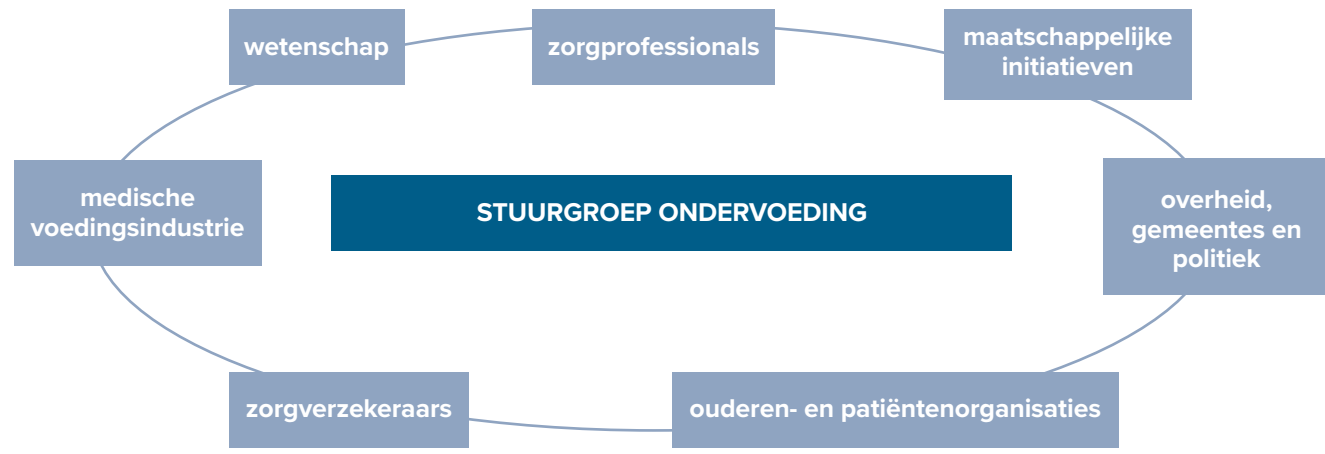 wetenschap
zorgprofessionals
maatschappelijke
initiatieven
medische
voedingsindustrie
STUURGROEP ONDERVOEDING
overheid,
gemeentes en
politiek
zorgverzekeraars
ouderen- en patiëntenorganisaties